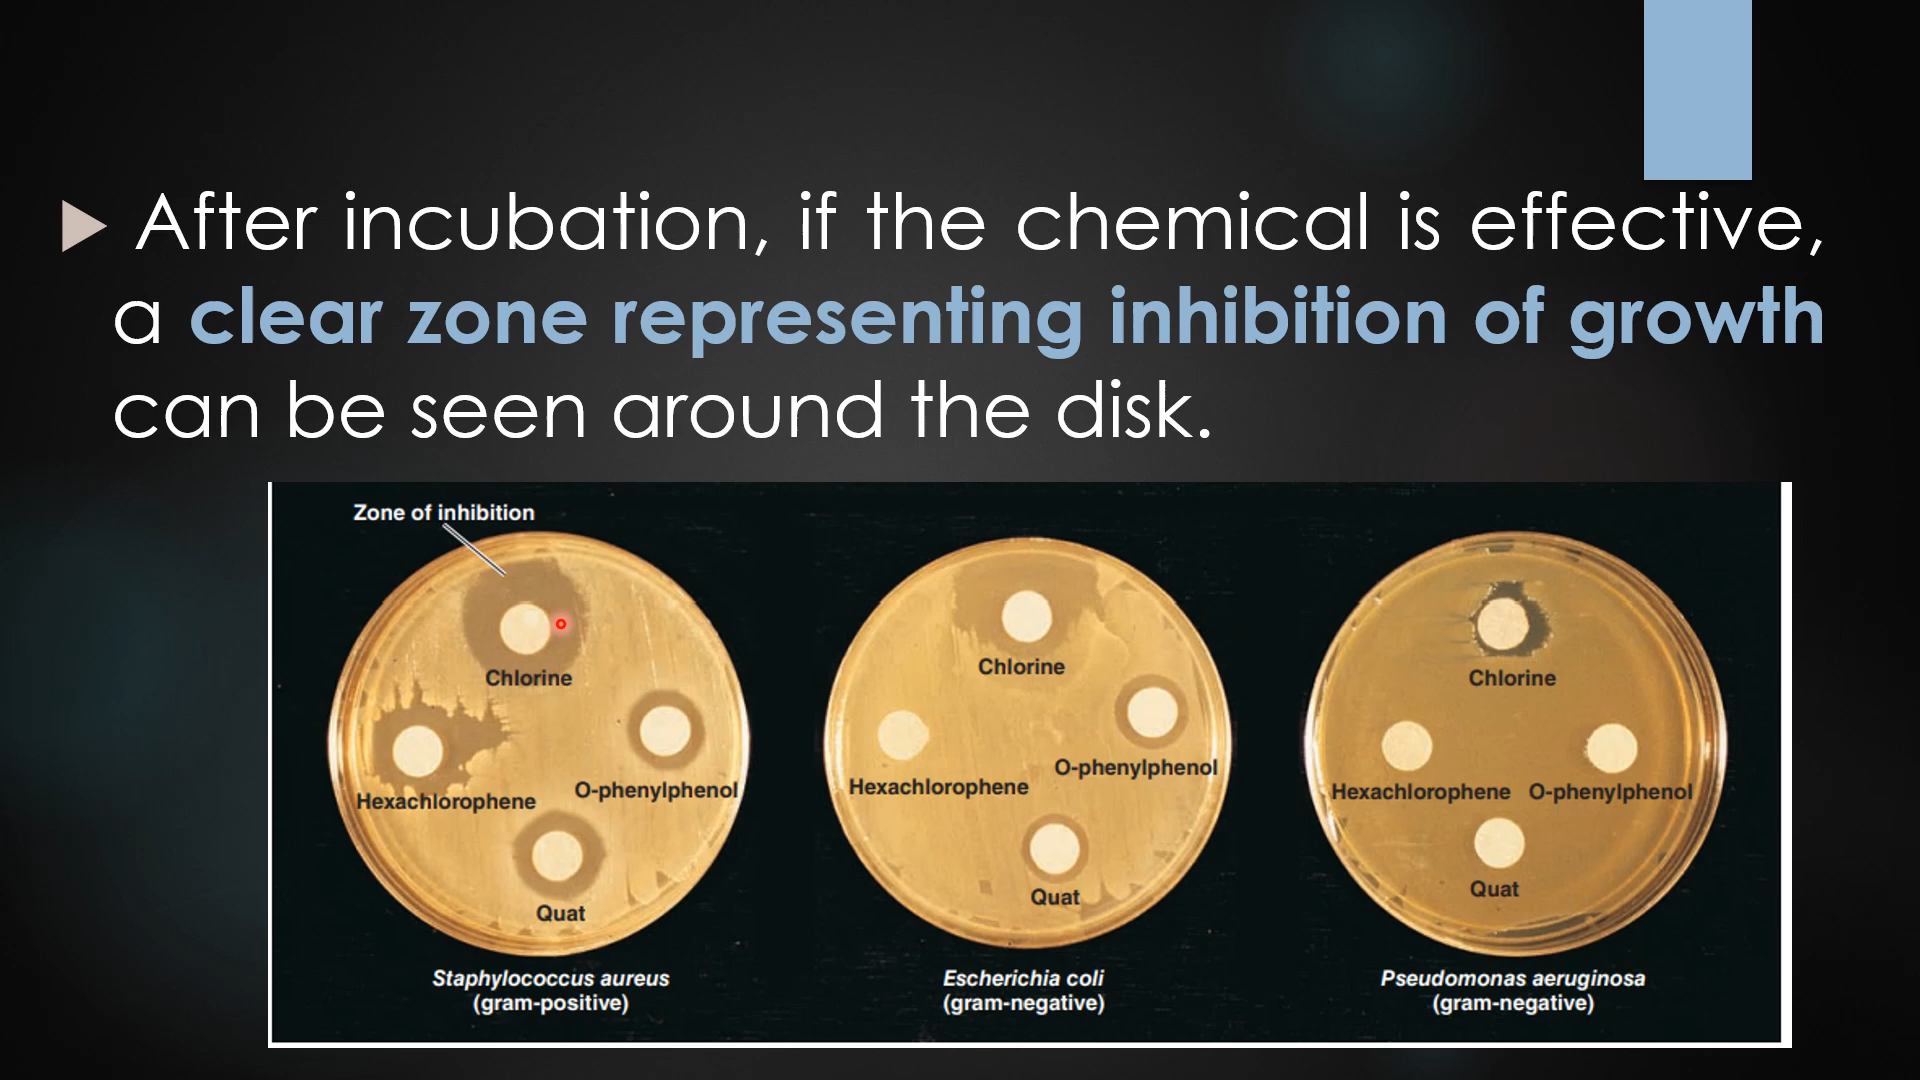 After incubation, if the chemical is effective,
a clear zone representing inhibition of growth
can be seen around the disk.
Zone of inhibition
Chlorine
Hexachlorophene
O-phenylphenol
Quat
Staphylococcus aureus
(gram-positive)
Chlorine
Hexachlorophene
O-phenylphenol
Quat
Escherichia coli
(gram-negative)
Chlorine
Hexachlorophene
O-phenylphenol
Quat
Pseudomonas aeruginosa
(gram-negative)